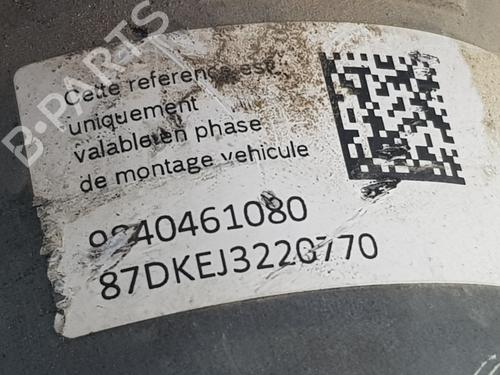 B-PARTS
Cette reference est
uniquement
valable en phase
de montage vehicule
9840461080
87DKEJ3220770